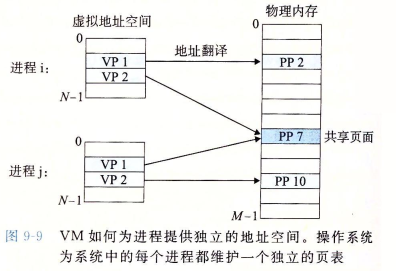 虚拟地址空间
物理内存
0
0
地址翻译
进程i:
VP 1
PP 2
VP 2
N-1
PP 7
共享页面
0
进程j:
VP 1
VP 2
PP 10
N-1
M-1
图 9-9 VM 如何为进程提供独立的地址空间。操作系统
为系统中的每个进程都维护一个独立的页表